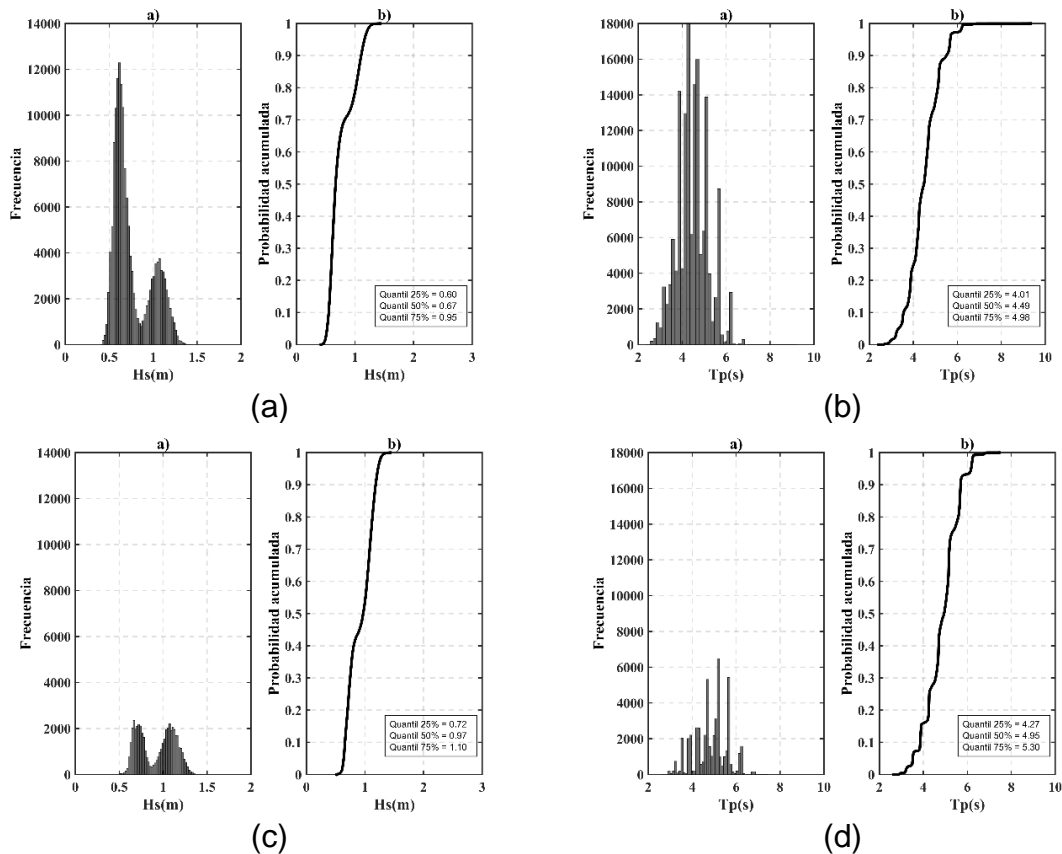 a)
14000
12000
10000
8000
6000
4000
2000
0
Frecuencia
0 0.5 1 1.5 2
Hs(m)
b)
1
0.9
0.8
0.7
0.6
0.5
0.4
0.3
0.2
0.1
0
Probabilidad acumulada
Quantil 25% = 0.60
Quantil 50% = 0.67
Quantil 75% = 0.95
0 1 2 3
Hs(m)
(a)
a)
18000
16000
14000
12000
10000
8000
6000
4000
2000
0
Frecuencia
2 4 6 8 10
Tp(s)
b)
1
0.9
0.8
0.7
0.6
0.5
0.4
0.3
0.2
0.1
0
Probabilidad acumulada
Quantil 25% = 4.01
Quantil 50% = 4.49
Quantil 75% = 4.98
2 4 6 8 10
Tp(s)
(b)
a)
14000
12000
10000
8000
6000
4000
2000
0
Frecuencia
0 0.5 1 1.5 2
Hs(m)
b)
1
0.9
0.8
0.7
0.6
0.5
0.4
0.3
0.2
0.1
0
Probabilidad acumulada
Quantil 25% = 0.72
Quantil 50% = 0.97
Quantil 75% = 1.10
0 1 2 3
Hs(m)
(c)
a)
18000
16000
14000
12000
10000
8000
6000
4000
2000
0
Frecuencia
2 4 6 8 10
Tp(s)
b)
1
0.9
0.8
0.7
0.6
0.5
0.4
0.3
0.2
0.1
0
Probabilidad acumulada
Quantil 25% = 4.27
Quantil 50% = 4.95
Quantil 75% = 5.30
2 4 6 8 10
Tp(s)
(d)